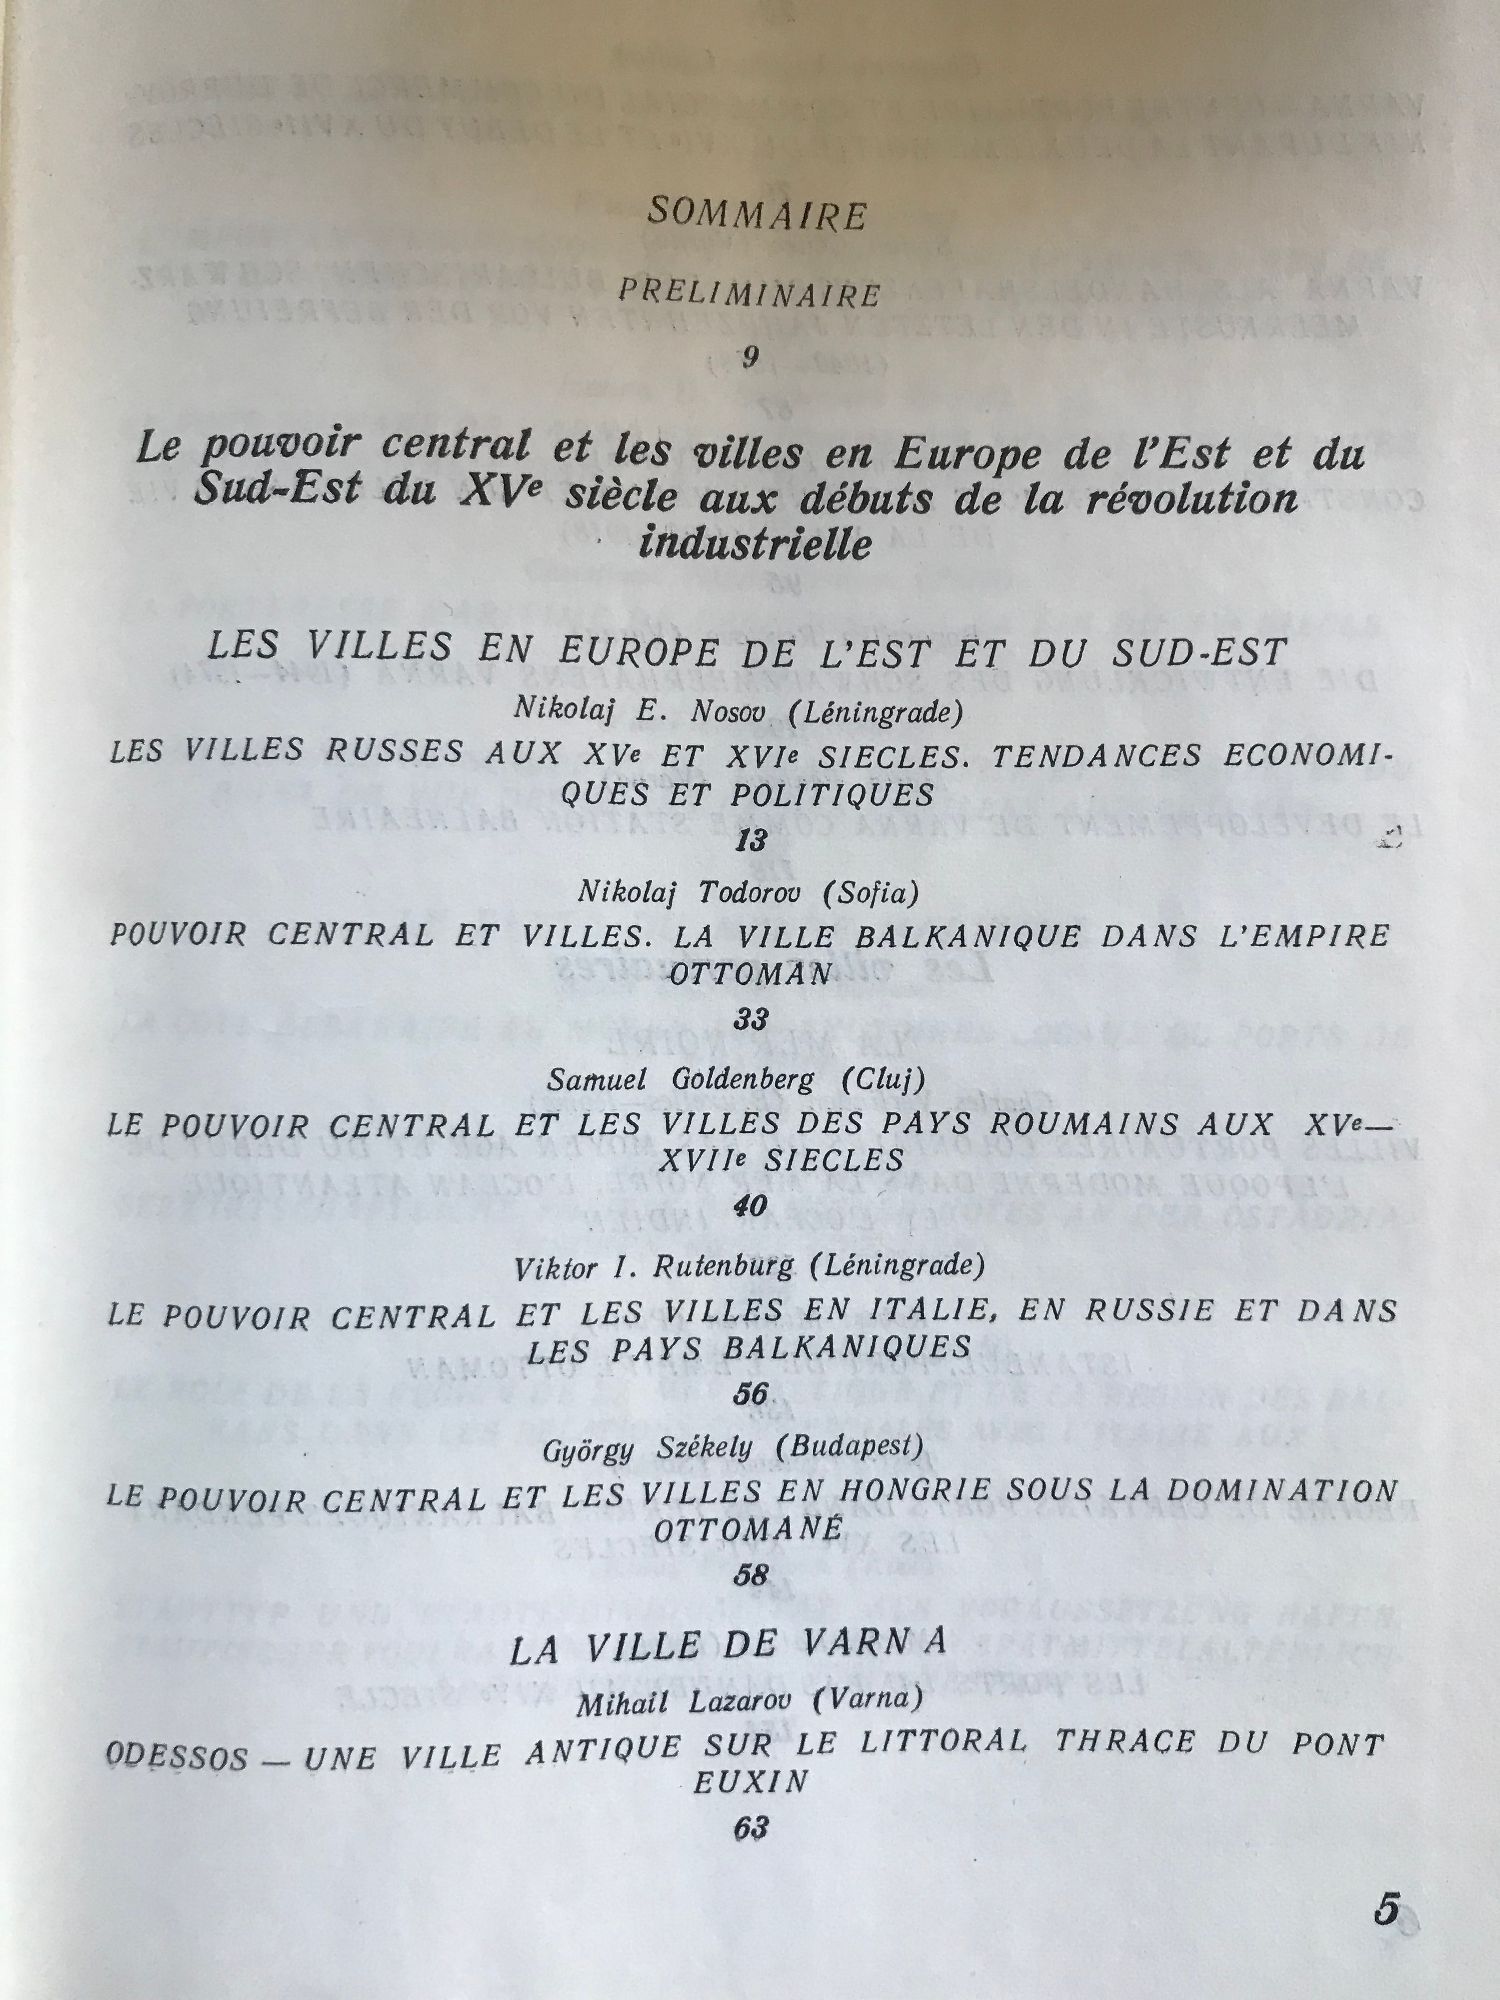 SOMMAIRE
PRELIMINAIRE
9
Le pouvoir central et les villes en Europe de l'Est et du
Sud-Est du XVe siècle aux débuts de la révolution
industrielle
LES VILLES EN EUROPE DE L'EST ET DU SUD-EST
Nikolaj E. Nosov (Léningrade)
LES VILLES RUSSES AUX XVe ET XVIe SIECLES. TENDANCES ECONOMI-
QUES ET POLITIQUES
13
Nikolaj Todorov (Sofia)
POUVOIR CENTRAL ET VILLES. LA VILLE BALKANIQUE DANS L'EMPIRE
OTTOMAN
33
Samuel Goldenberg (Cluj)
LE POUVOIR CENTRAL ET LES VILLES DES PAYS ROUMAINS AUX XVe—
XVIIe SIECLES
40
Viktor I. Rutenburg (Léningrade)
LE POUVOIR CENTRAL ET LES VILLES EN ITALIE, EN RUSSIE ET DANS
LES PAYS BALKANIQUES
56
György Székely (Budapest)
LE POUVOIR CENTRAL ET LES VILLES EN HONGRIE SOUS LA DOMINATION
OTTOMANÉ
58
LA VILLE DE VARNA
Mihail Lazarov (Varna)
ODESSOS — UNE VILLE ANTIQUE SUR LE LITTORAL THRACE DU PONT
EUXIN
63
5